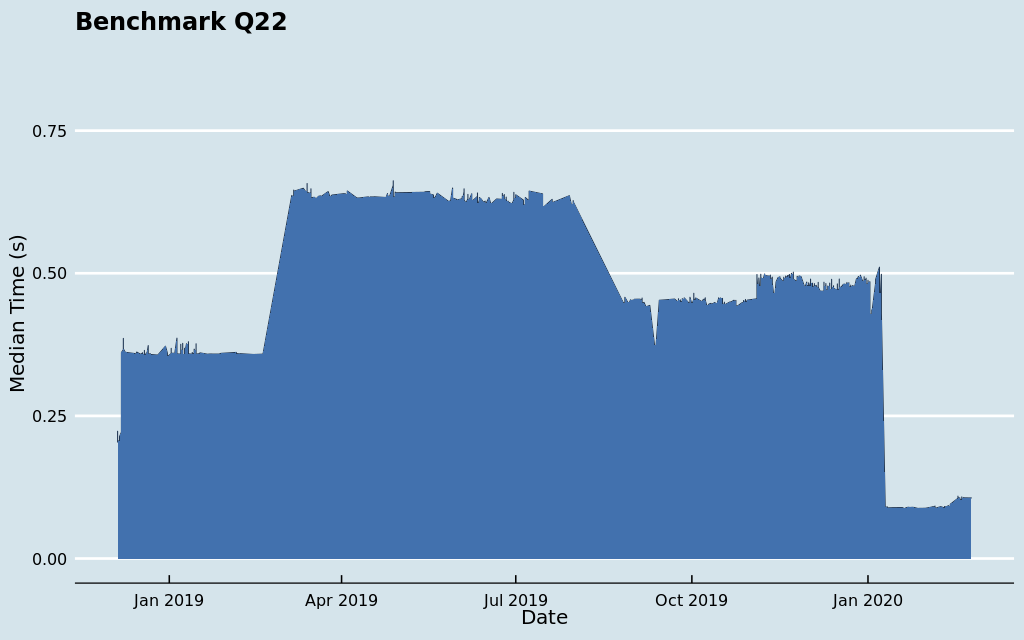 Benchmark Q22
Median Time (s)
0.75
0.50
0.25
0.00
Jan 2019
Apr 2019
Jul 2019
Oct 2019
Jan 2020
Date